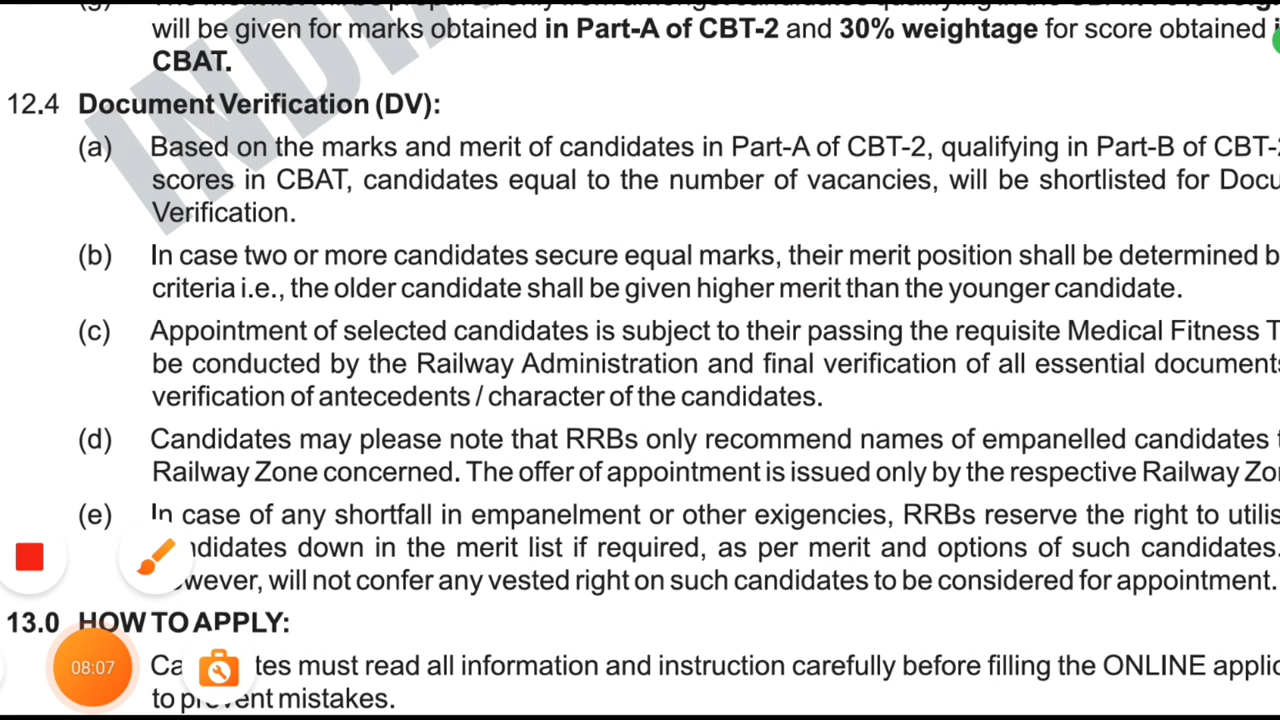 will be given for marks obtained in Part-A of CBT-2 and 30% weightage for score obtained
CBAT.
12.4 Document Verification (DV):
(a) Based on the marks and merit of candidates in Part-A of CBT-2, qualifying in Part-B of CBT-
scores in CBAT, candidates equal to the number of vacancies, will be shortlisted for Docu
Verification.
(b) In case two or more candidates secure equal marks, their merit position shall be determined b
criteria i.e., the older candidate shall be given higher merit than the younger candidate.
(c) Appointment of selected candidates is subject to their passing the requisite Medical Fitness T
be conducted by the Railway Administration and final verification of all essential documents
verification of antecedents / character of the candidates.
(d) Candidates may please note that RRBs only recommend names of empanelled candidates t
Railway Zone concerned. The offer of appointment is issued only by the respective Railway Zo
(e) In case of any shortfall in empanelment or other exigencies, RRBs reserve the right to utilis
ndidates down in the merit list if required, as per merit and options of such candidates.
wever, will not confer any vested right on such candidates to be considered for appointment.
13.0 HOW TO APPLY:
Ca tes must read all information and instruction carefully before filling the ONLINE applic
to pr ent mistakes.
08:07
INDIA